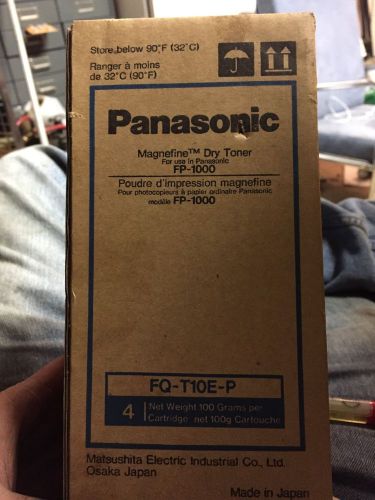 Store below 90°F (32°C)
Ranger à moins
de 32°C (90°F)
Panasonic
Magnefine™ Dry Toner
For use in Panasonic
FP-1000
Poudre d'impression magnefine
Pour photocopieurs à papier ordinaire Panasonic
modèle FP-1000
FQ-T10E-P
4
Net Weight 100 Grams per
Cartridge net 100g Cartouche
Matsushita Electric Industrial Co., Ltd.
Osaka Japan
Made in Japan